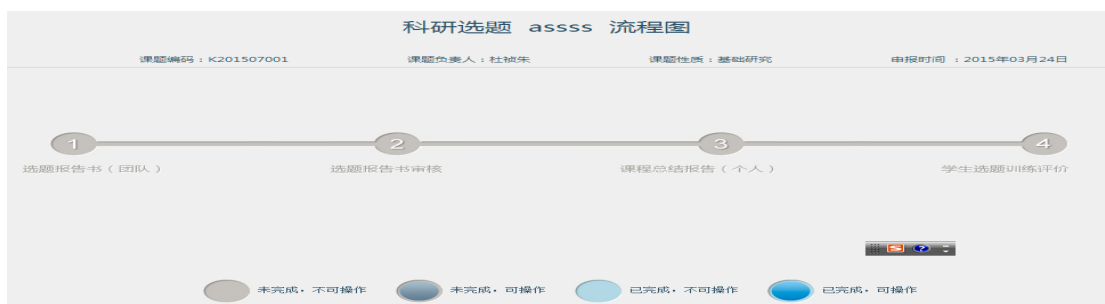 科研选题 assss 流程图
课题编码：K201507001 课题负责人：杜祯朱 课题性质：基础研究 申报时间 ：2015年03月24日
1 2 3 4
选题报告书（团队） 选题报告书审核 课程总结报告（个人） 学生选题训练评价
S ?
未完成，不可操作 未完成，可操作 已完成，不可操作 已完成，可操作